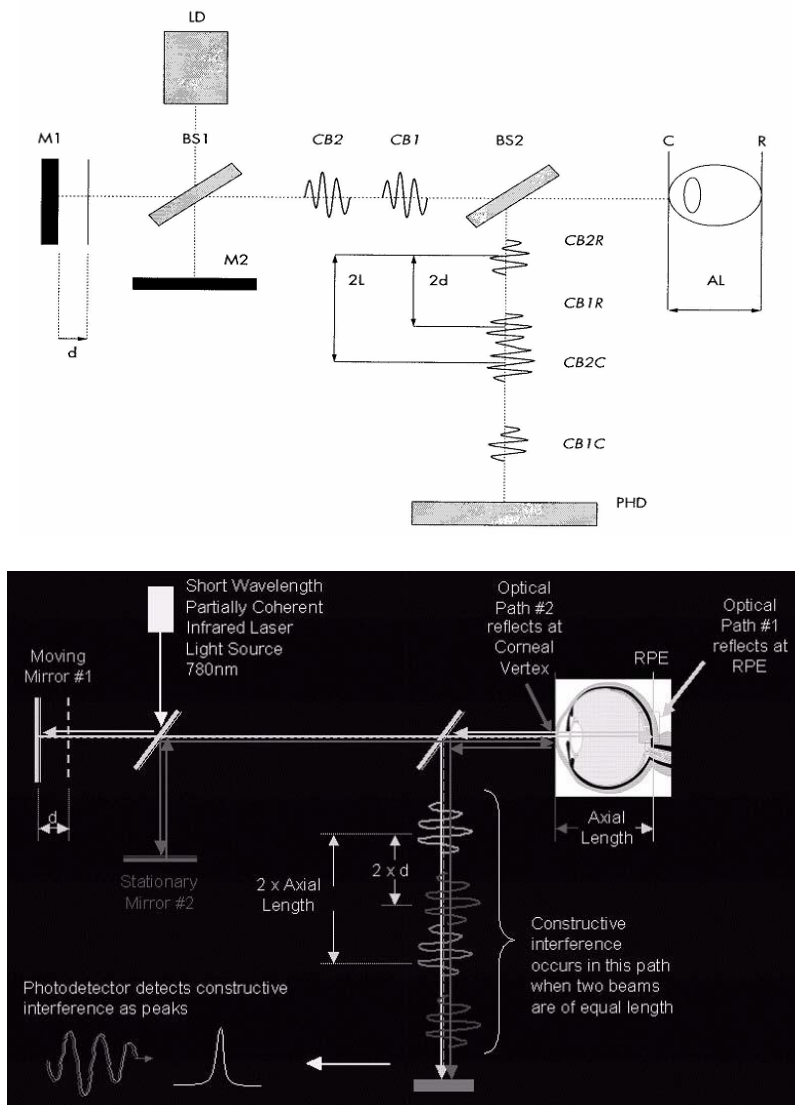 LD
M1
BS1
CB2
CB1
BS2
C
R
M2
CB2R
2L
2d
AL
CB1R
d
CB2C
CB1C
PHD
Short Wavelength
Partially Coherent
Infrared Laser
Light Source
780nm
Moving
Mirror #1
Optical
Path #2
reflects at
Corneal
Vertex
Optical
Path #1
reflects at
RPE
RPE
d
Axial
Length
Stationary
Mirror #2
2 x Axial
Length
2 x d
Constructive
interference
occurs in this path
when two beams
are of equal length
Photodetector detects constructive
interference as peaks